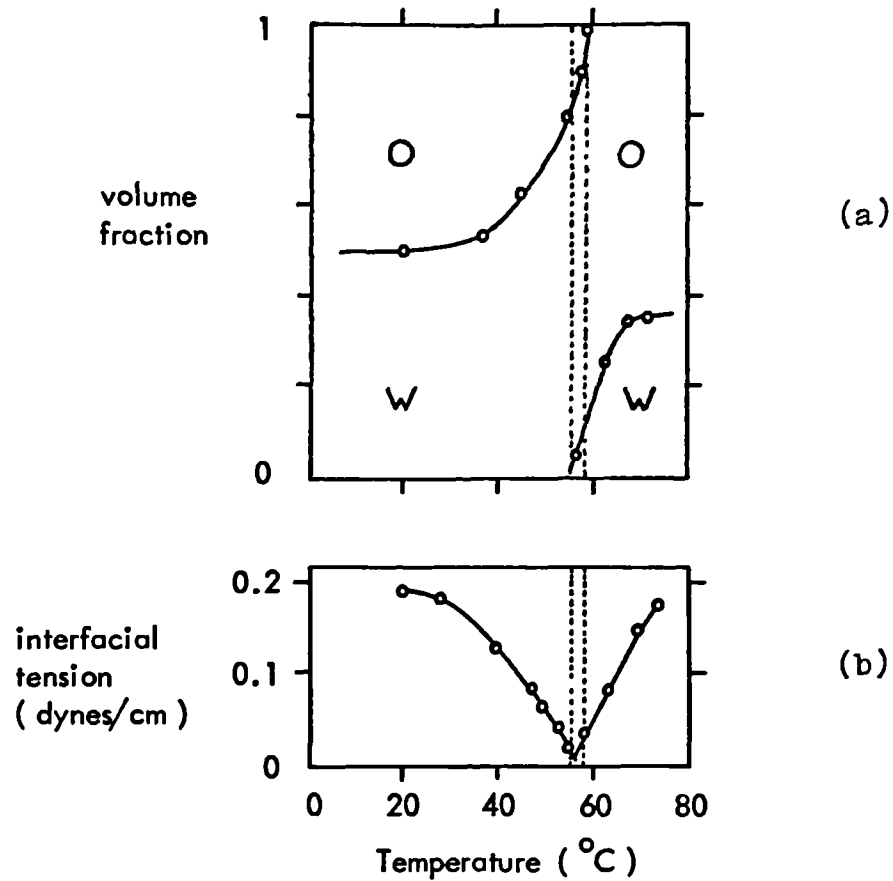 1
O
O
volume
fraction
(a)
W
W
0
0.2
interfacial
tension
( dynes/cm )
0.1
(b)
0
0
20
40
60
80
Temperature ( °C )